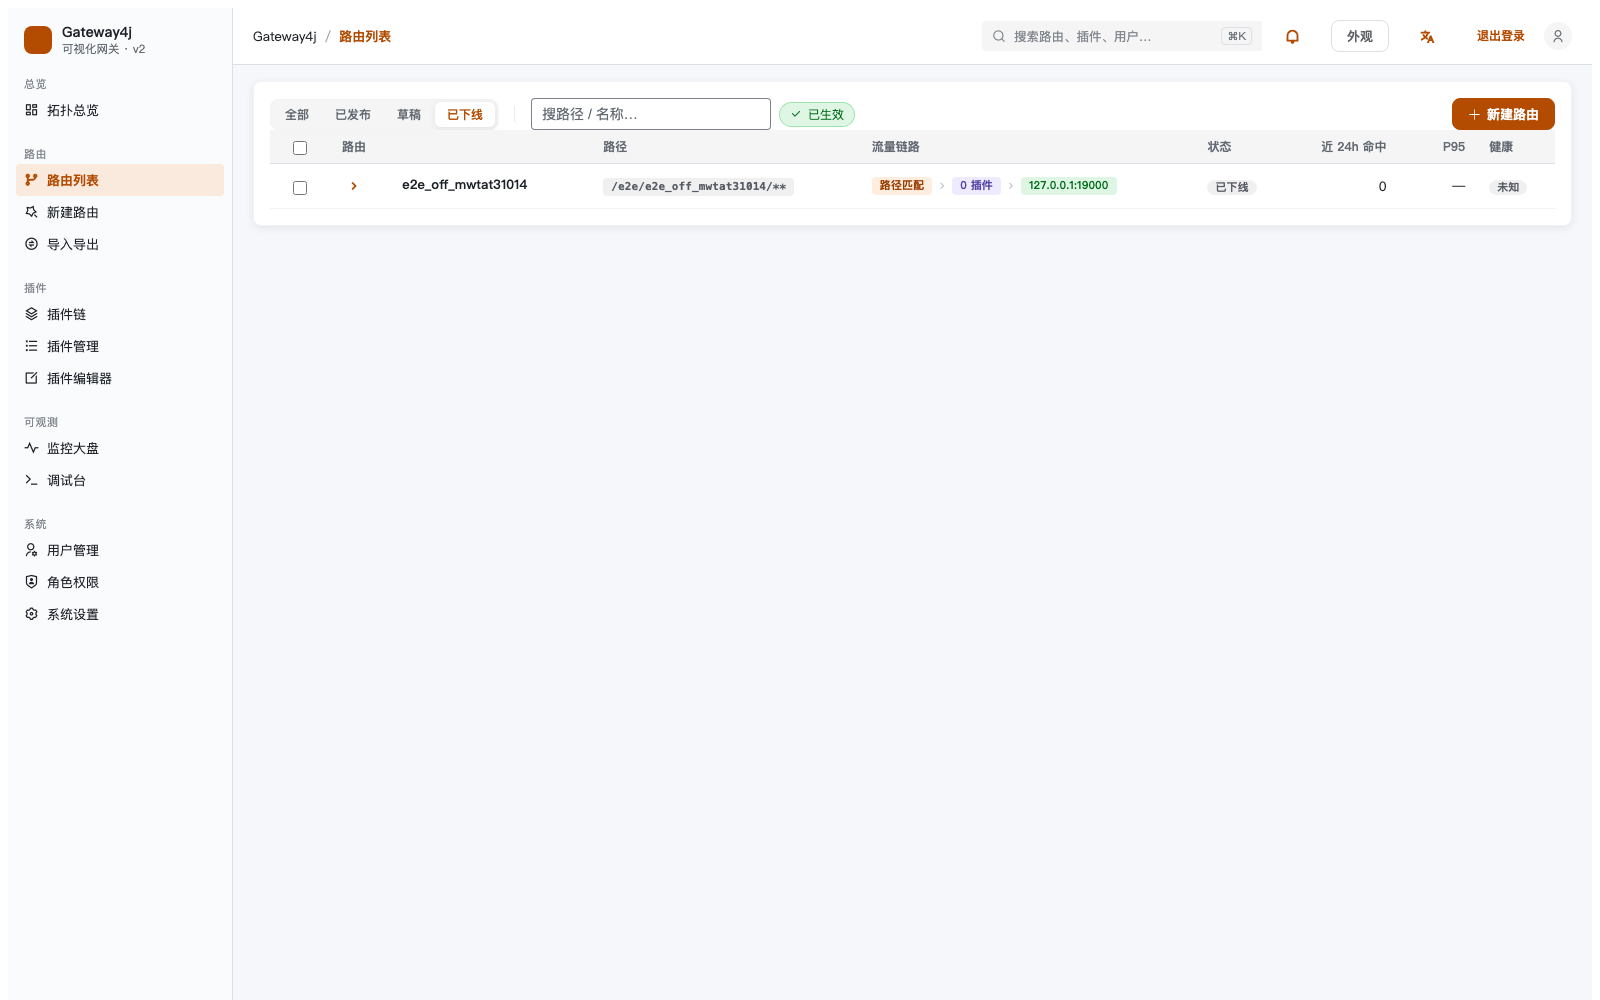 Gateway4j
可视化网关 · v2
总览
拓扑总览
路由
路由列表
新建路由
导入导出
插件
插件链
插件管理
插件编辑器
可观测
监控大盘
调试台
系统
用户管理
角色权限
系统设置
Gateway4j / 路由列表
搜索路由、插件、用户… ⌘K
外观
退出登录
全部 已发布 草稿 已下线
搜路径 / 名称…
已生效
新建路由
路由 路径 流量链路 状态 近 24h 命中 P95 健康
e2e_off_mwtat31014 /e2e/e2e_off_mwtat31014/** 路径匹配 › 0 插件 › 127.0.0.1:19000 已下线 0 — 未知